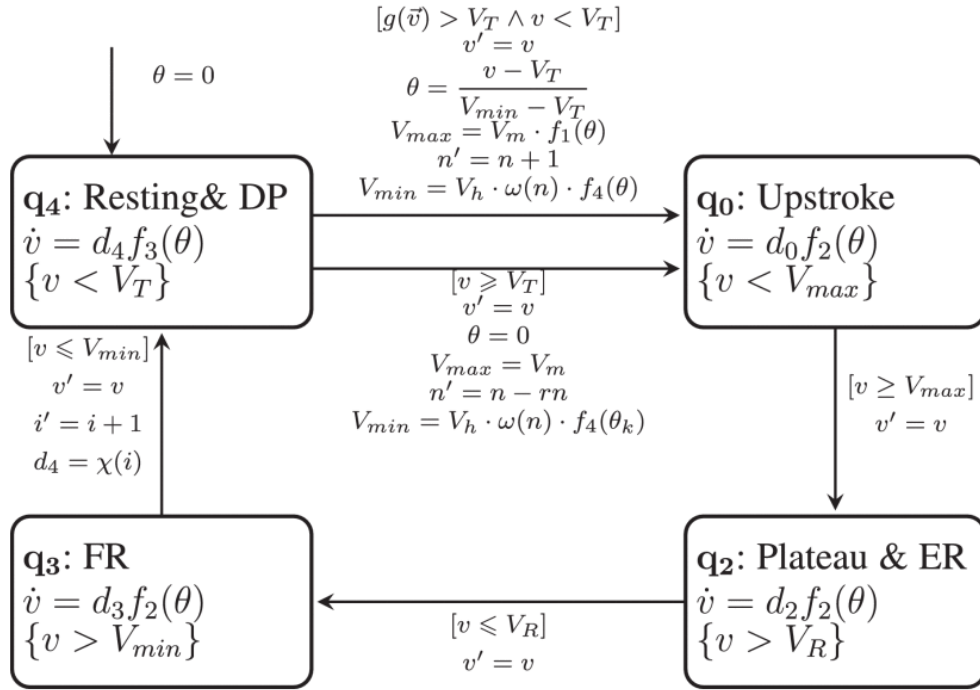 [g(v⃗) > V_T ∧ v < V_T]
v′ = v
θ = 0
θ = (v − V_T) / (V_min − V_T)
V_max = V_m · f_1(θ)
n′ = n + 1
V_min = V_h · ω(n) · f_4(θ)
q_4: Resting& DP
v̇ = d_4 f_3(θ)
{v < V_T}
q_0: Upstroke
v̇ = d_0 f_2(θ)
{v < V_max}
[v ⩾ V_T]
v′ = v
θ = 0
V_max = V_m
n′ = n − rn
V_min = V_h · ω(n) · f_4(θ_k)
[v ⩽ V_min]
v′ = v
i′ = i + 1
d_4 = χ(i)
[v ≥ V_max]
v′ = v
q_3: FR
v̇ = d_3 f_2(θ)
{v > V_min}
[v ⩽ V_R]
v′ = v
q_2: Plateau & ER
v̇ = d_2 f_2(θ)
{v > V_R}